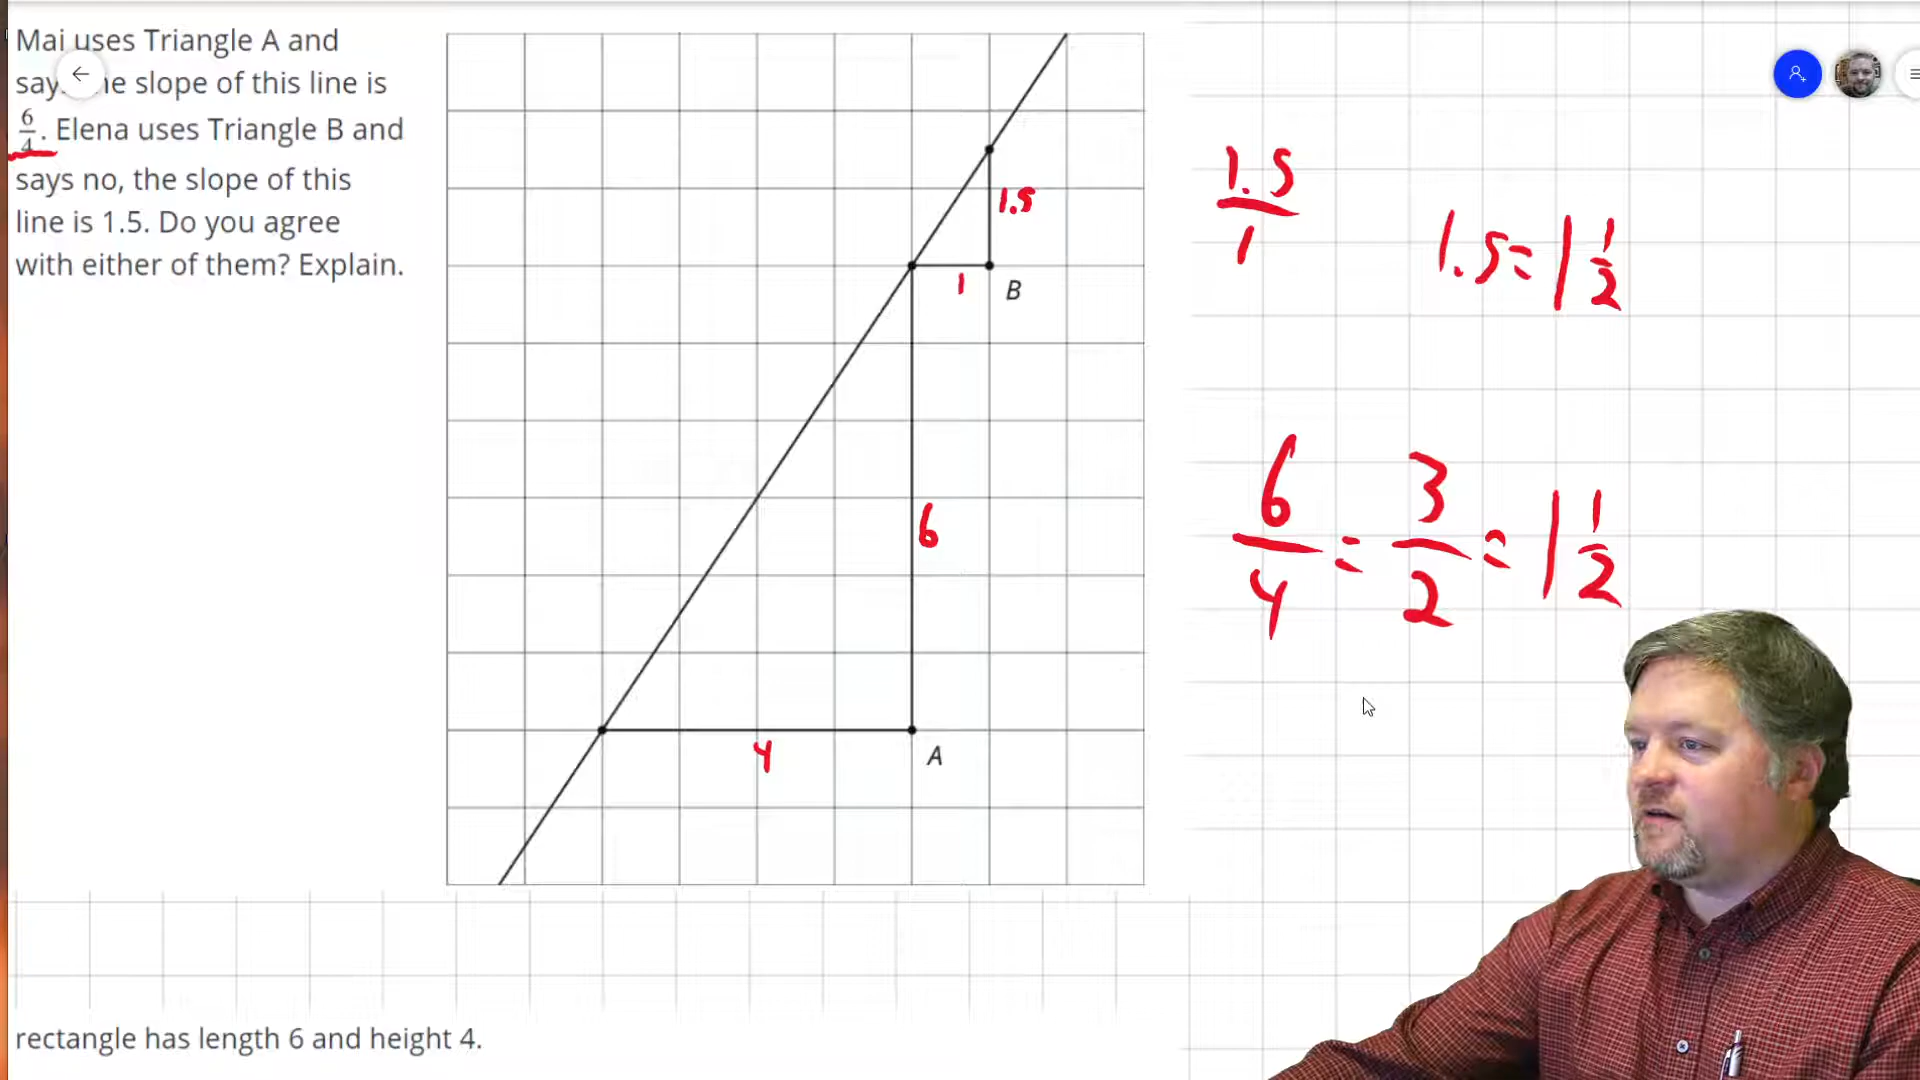 Mai uses Triangle A and
say he slope of this line is
6/4. Elena uses Triangle B and
says no, the slope of this
line is 1.5. Do you agree
with either of them? Explain.
1.5
1
B
6
4
A
1.5/1
1.5 = 1 1/2
6/4 = 3/2 = 1 1/2
rectangle has length 6 and height 4.